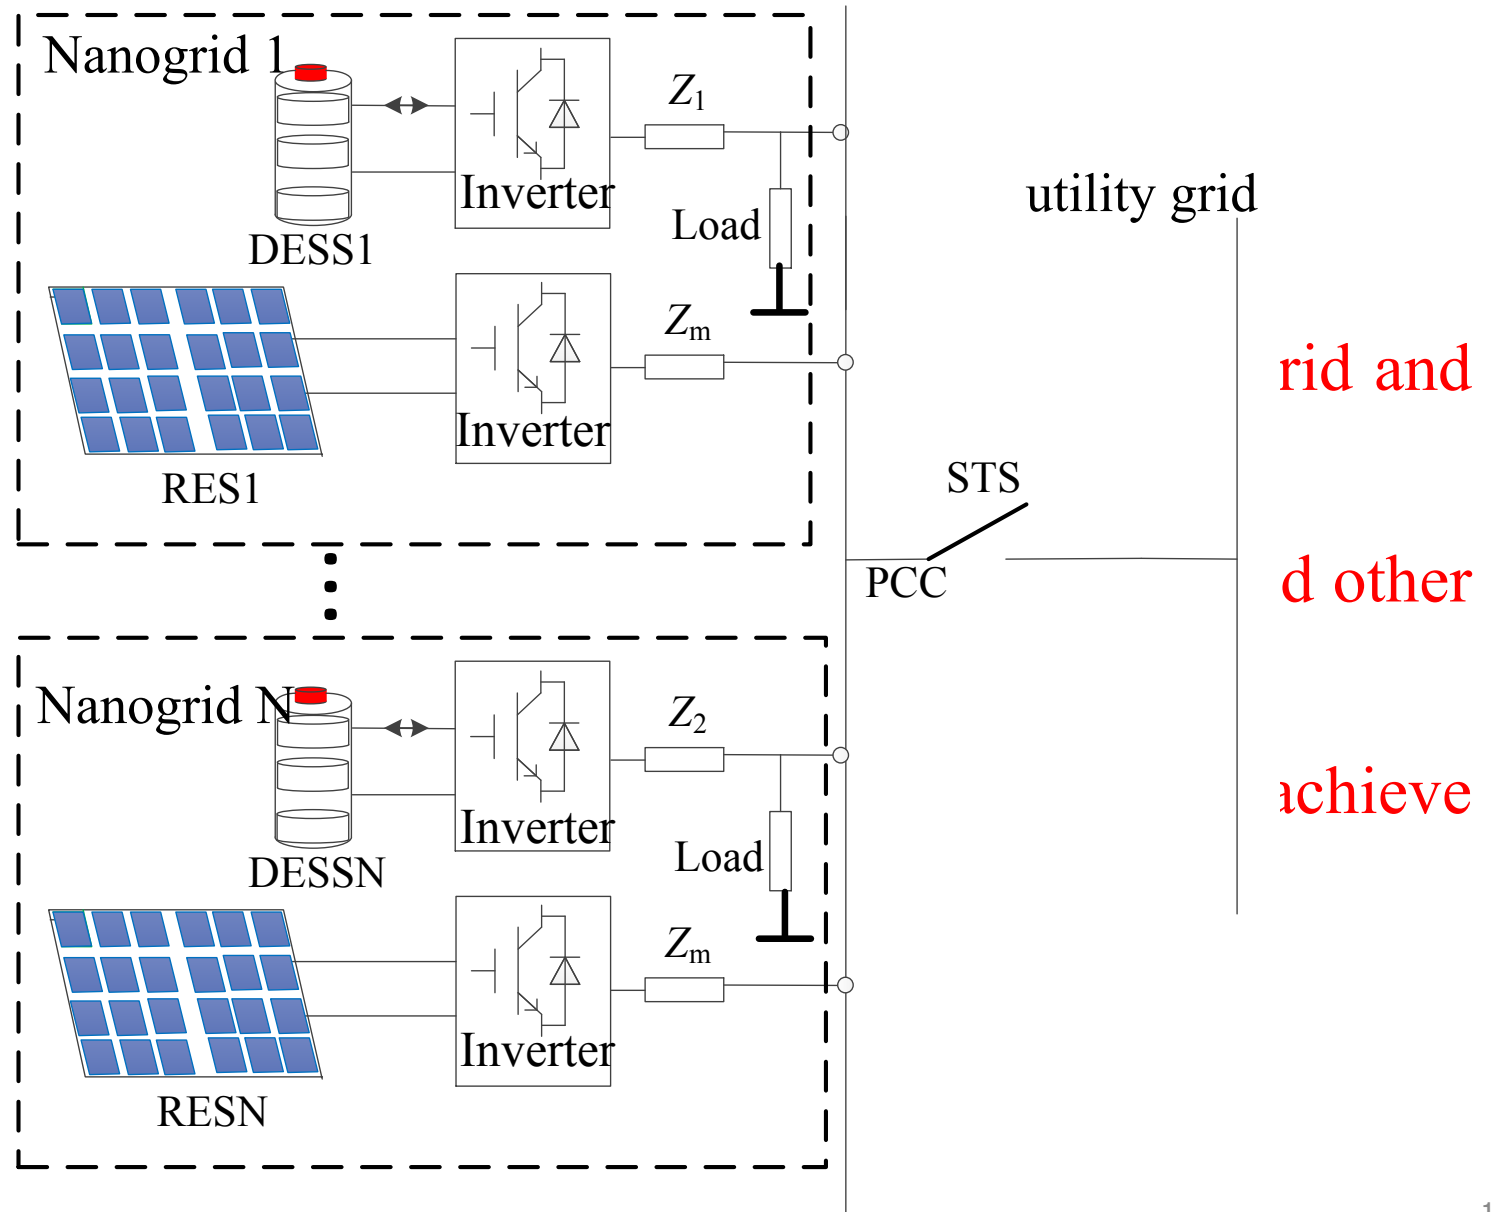 Nanogrid 1
Z1
Inverter
Load
DESS1
utility grid
Zm
Inverter
RES1
rid and
STS
PCC
d other
Nanogrid N
Z2
Inverter
Load
DESSN
achieve
Zm
Inverter
RESN
1